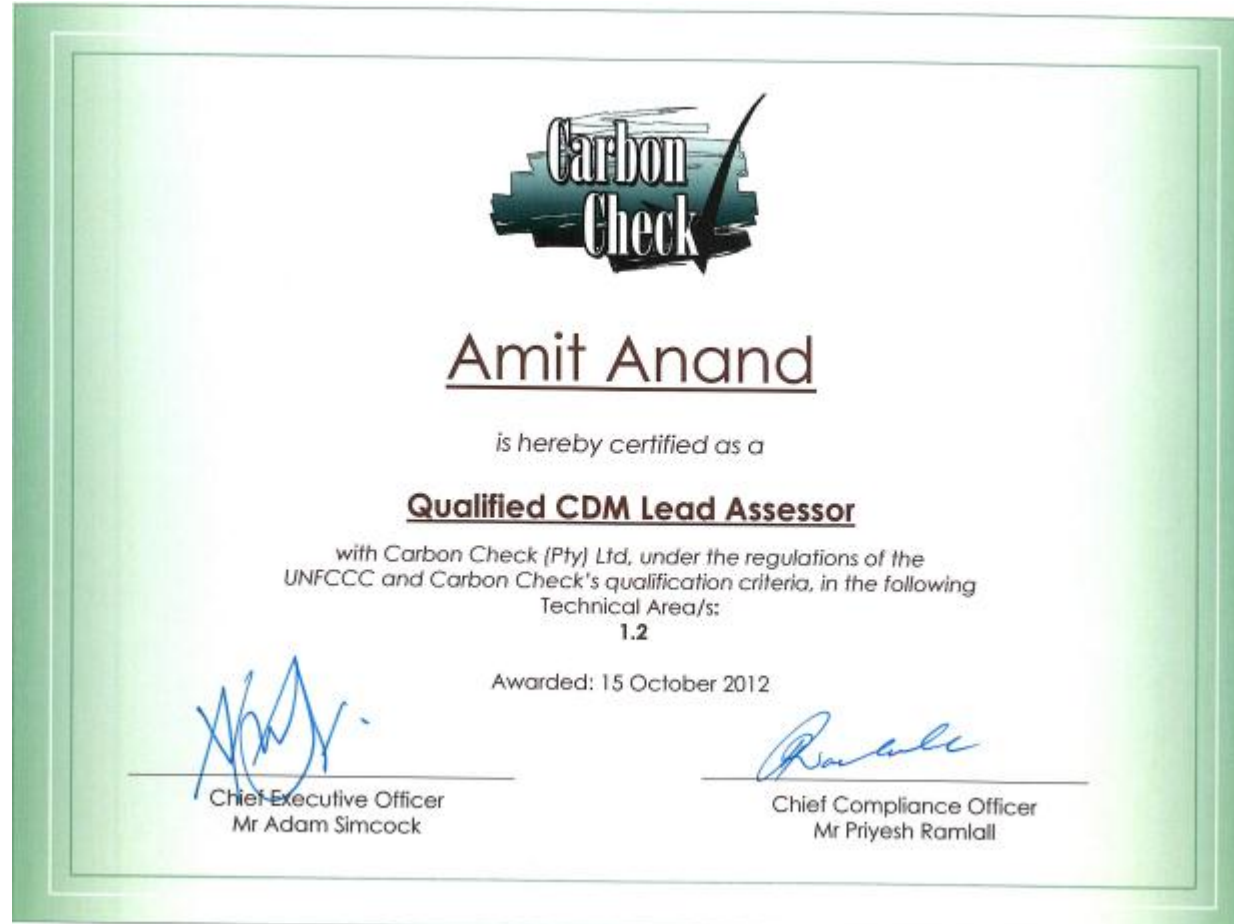 Carbon
Check
Amit Anand
is hereby certified as a
Qualified CDM Lead Assessor
with Carbon Check (Pty) Ltd, under the regulations of the
UNFCCC and Carbon Check's qualification criteria, in the following
Technical Area/s:
1.2
Awarded: 15 October 2012
Chief Executive Officer
Mr Adam Simcock
Chief Compliance Officer
Mr Priyesh Ramlall